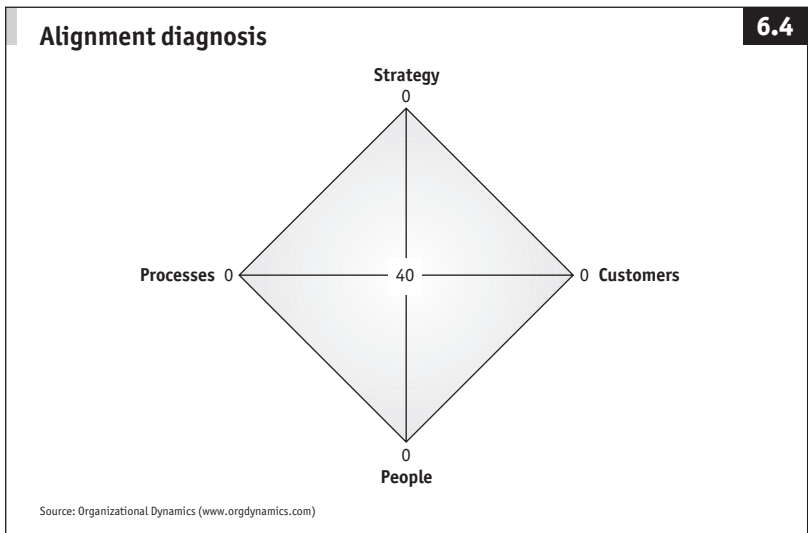 Alignment diagnosis
6.4
Strategy
0
Processes 0
40
0 Customers
0
People
Source: Organizational Dynamics (www.orgdynamics.com)